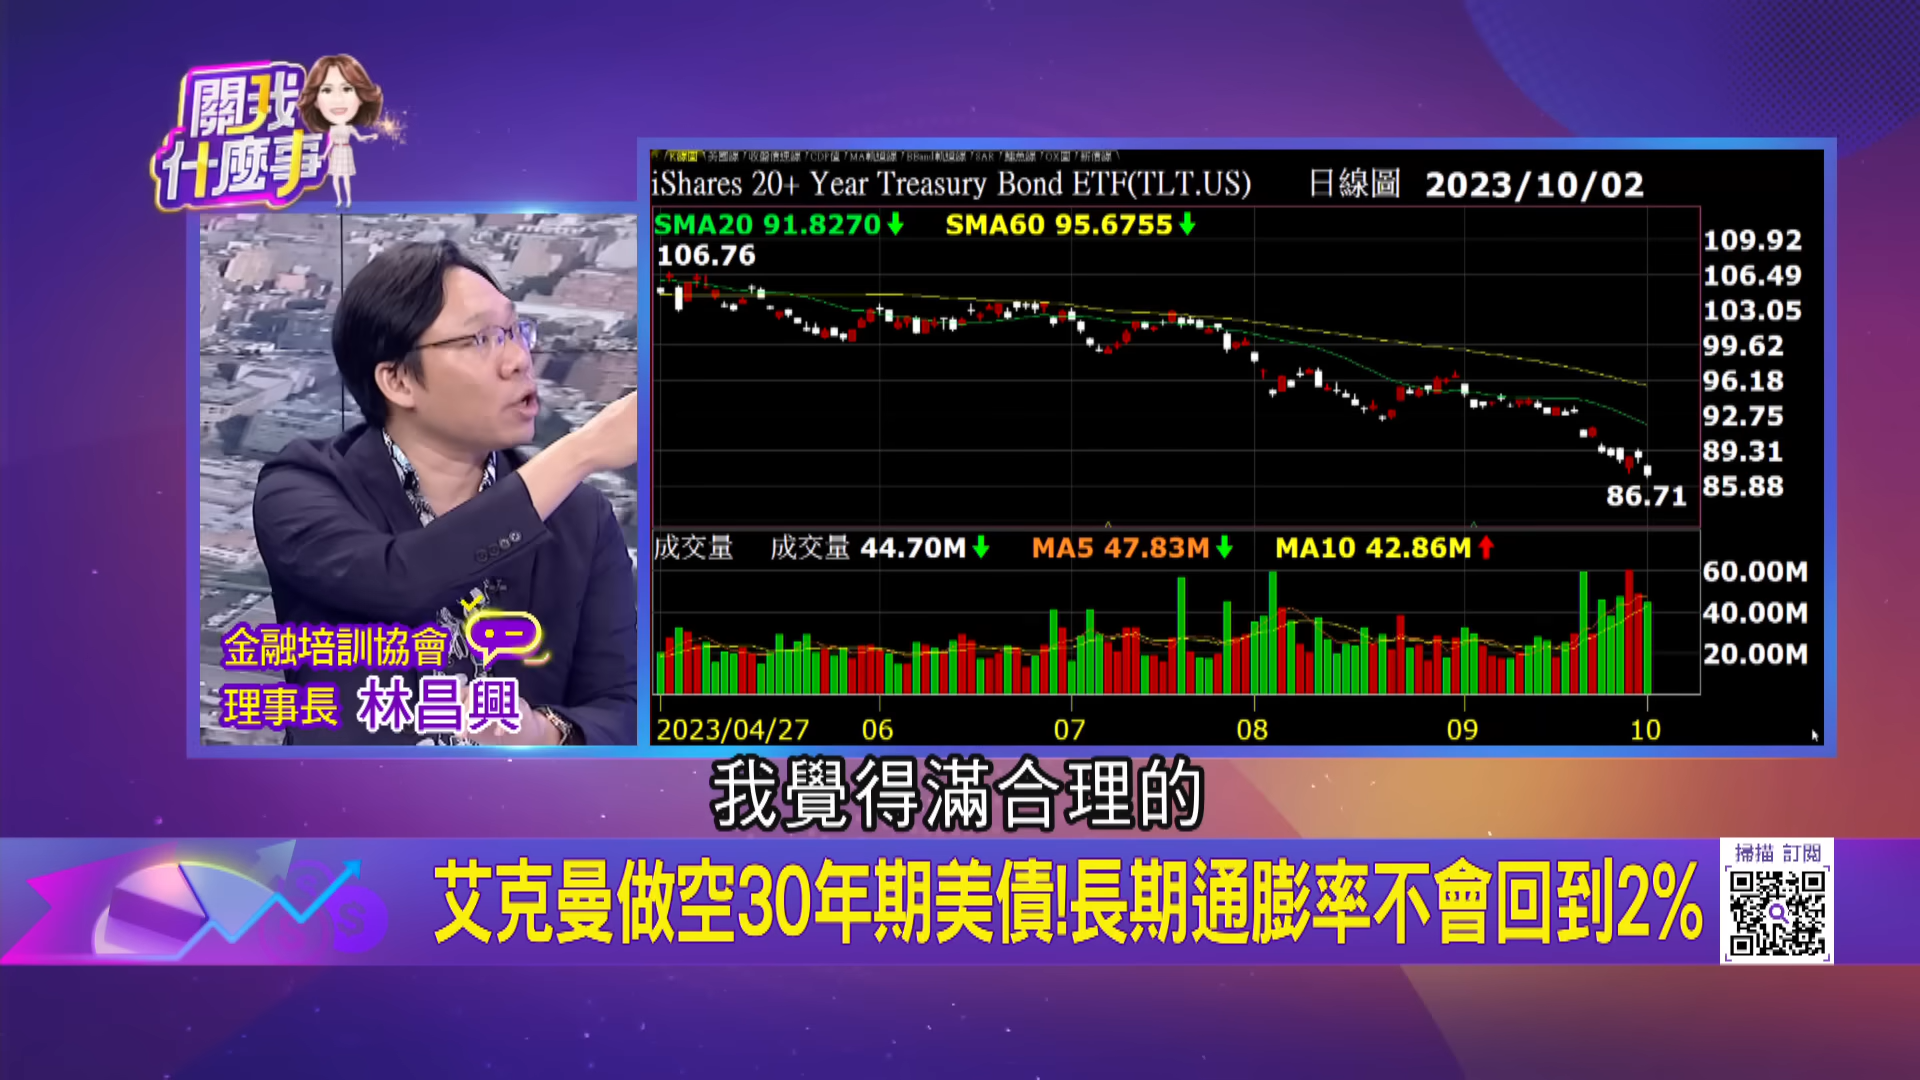 關我
什麼事
K線圖
iShares 20+ Year Treasury Bond ETF(TLT.US) 日線圖 2023/10/02
SMA20 91.8270↓ SMA60 95.6755↓
106.76
109.92
106.49
103.05
99.62
96.18
92.75
89.31
85.88
86.71
成交量 成交量 44.70M↓ MA5 47.83M↓ MA10 42.86M↑
60.00M
40.00M
20.00M
2023/04/27 06 07 08 09 10
金融培訓協會
理事長 林昌興
我覺得滿合理的
艾克曼做空30年期美債!長期通膨率不會回到2%
掃描 訂閱